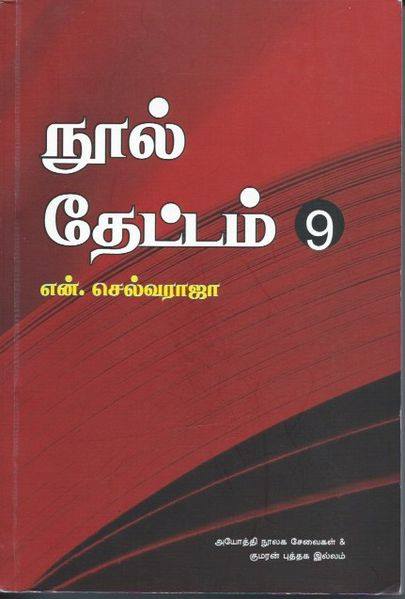 நூல்
தேட்டம் 9
என். செல்வராஜா
அயோத்தி நூலக சேவைகள் &
குமரன் புத்தக இல்லம்